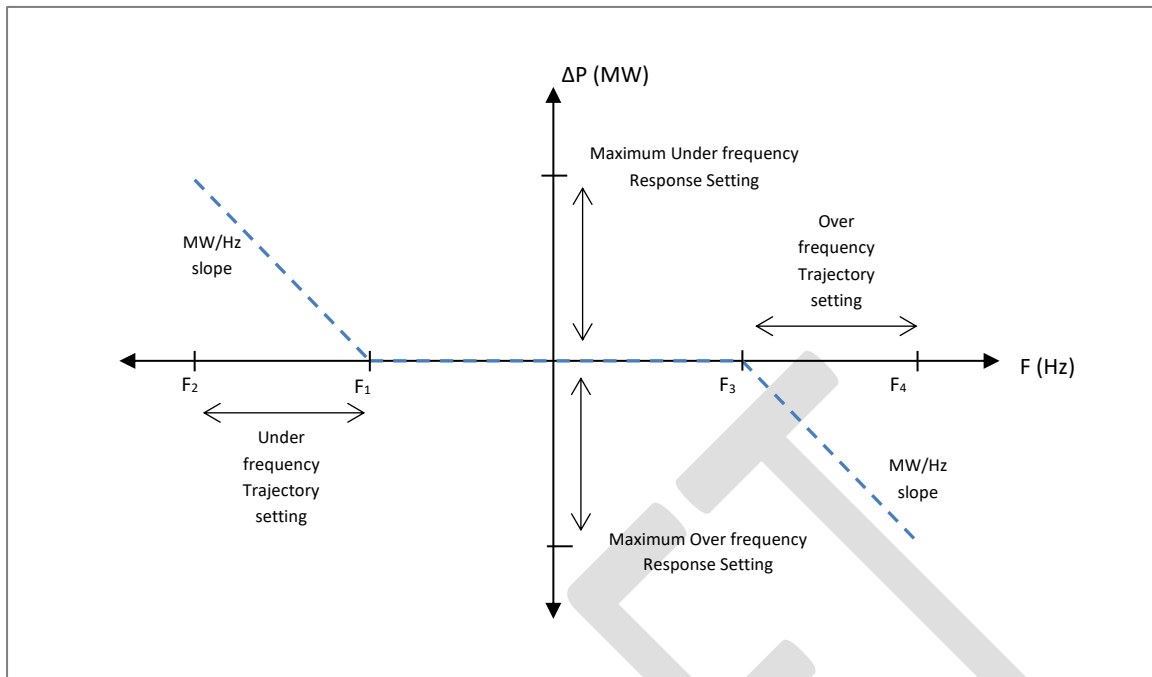 ΔP (MW)
Maximum Under frequency
Response Setting
Over
frequency
Trajectory
setting
MW/Hz
slope
F₂
F₁
F₃
F₄
F (Hz)
Under
frequency
Trajectory
setting
MW/Hz
slope
Maximum Over frequency
Response Setting